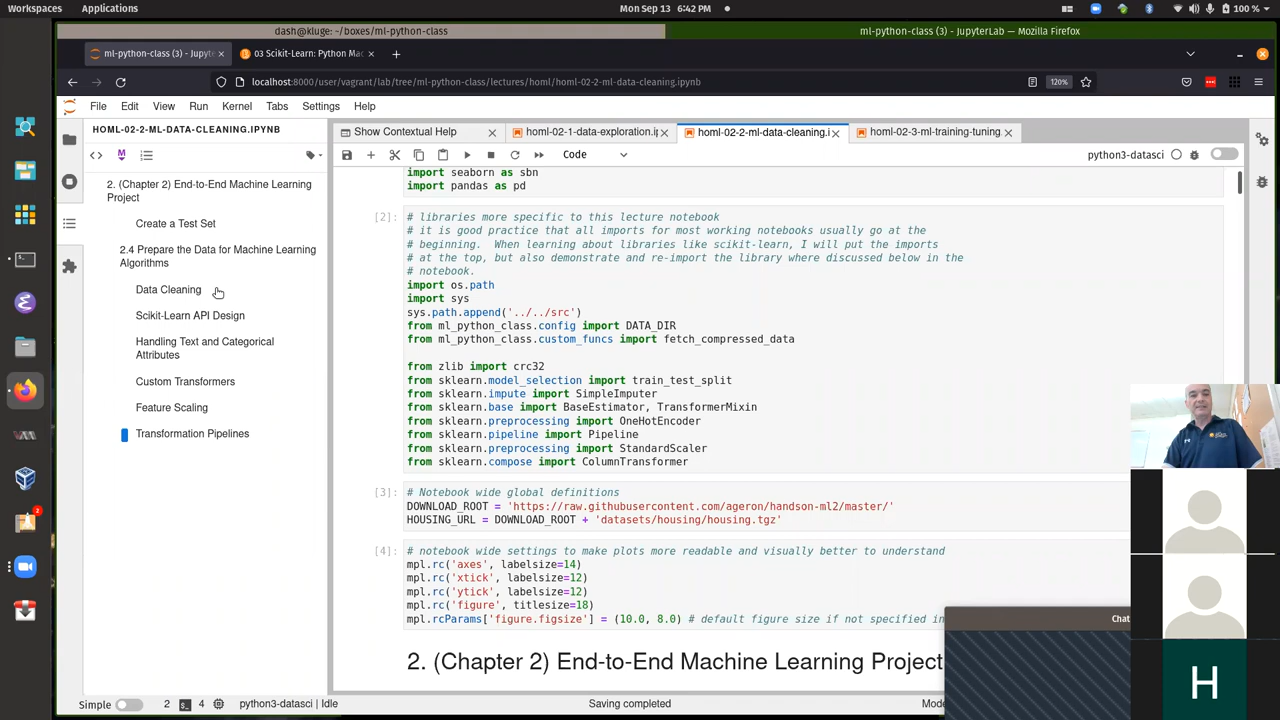 Workspaces
Applications
Mon Sep 13 6:42 PM
100 %
dash@kluge: ~/boxes/ml-python-class
ml-python-class (3) - JupyterLab — Mozilla Firefox
ml-python-class (3) - Jupyte
03 Scikit-Learn: Python Mac
localhost:8000/user/vagrant/lab/tree/ml-python-class/lectures/homl/homl-02-2-ml-data-cleaning.ipynb
120%
File Edit View Run Kernel Tabs Settings Help
HOML-02-2-ML-DATA-CLEANING.IPYNB
Show Contextual Help
homl-02-1-data-exploration.ip
homl-02-2-ml-data-cleaning.i
homl-02-3-ml-training-tuning.
Code
python3-datasci
2. (Chapter 2) End-to-End Machine Learning
Project
Create a Test Set
2.4 Prepare the Data for Machine Learning
Algorithms
Data Cleaning
Scikit-Learn API Design
Handling Text and Categorical
Attributes
Custom Transformers
Feature Scaling
Transformation Pipelines
import seaborn as sbn
import pandas as pd
[2]:
# libraries more specific to this lecture notebook
# it is good practice that all imports for most working notebooks usually go at the
# beginning. When learning about libraries like scikit-learn, I will put the imports
# at the top, but also demonstrate and re-import the library where discussed below in the
# notebook.
import os.path
import sys
sys.path.append('../../src')
from ml_python_class.config import DATA_DIR
from ml_python_class.custom_funcs import fetch_compressed_data
from zlib import crc32
from sklearn.model_selection import train_test_split
from sklearn.impute import SimpleImputer
from sklearn.base import BaseEstimator, TransformerMixin
from sklearn.preprocessing import OneHotEncoder
from sklearn.pipeline import Pipeline
from sklearn.preprocessing import StandardScaler
from sklearn.compose import ColumnTransformer
[3]:
# Notebook wide global definitions
DOWNLOAD_ROOT = 'https://raw.githubusercontent.com/ageron/handson-ml2/master/'
HOUSING_URL = DOWNLOAD_ROOT + 'datasets/housing/housing.tgz'
[4]:
# notebook wide settings to make plots more readable and visually better to understand
mpl.rc('axes', labelsize=14)
mpl.rc('xtick', labelsize=12)
mpl.rc('ytick', labelsize=12)
mpl.rc('figure', titlesize=18)
mpl.rcParams['figure.figsize'] = (10.0, 8.0) # default figure size if not specified in
Chat
2. (Chapter 2) End-to-End Machine Learning Project
H
Simple
2
4
python3-datasci | Idle
Saving completed
Mode